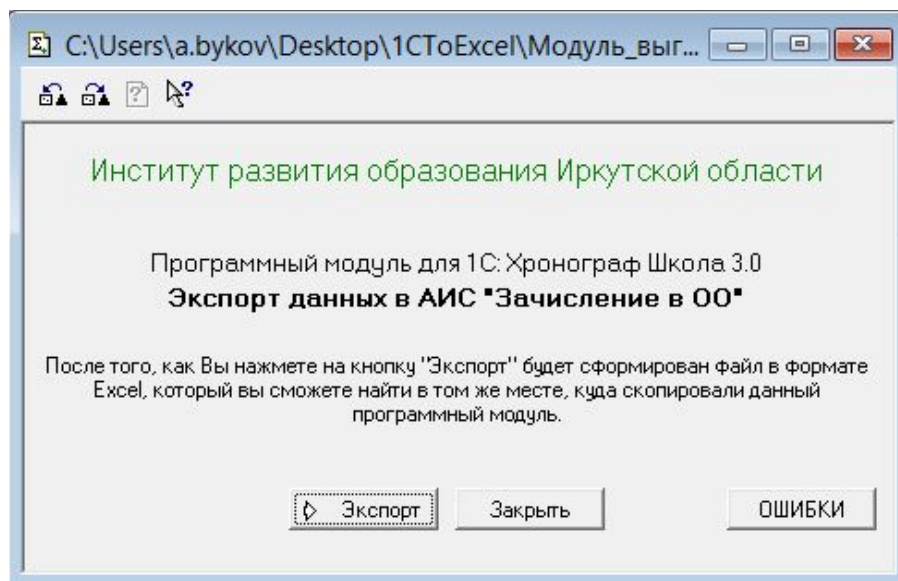 C:\Users\a.bykov\Desktop\1CToExcel\Модуль_выг...
Институт развития образования Иркутской области
Программный модуль для 1С: Хронограф Школа 3.0
Экспорт данных в АИС "Зачисление в ОО"
После того, как Вы нажмете на кнопку "Экспорт" будет сформирован файл в формате
Excel, который вы сможете найти в том же месте, куда скопировали данный
программный модуль.
Экспорт Закрыть ОШИБКИ